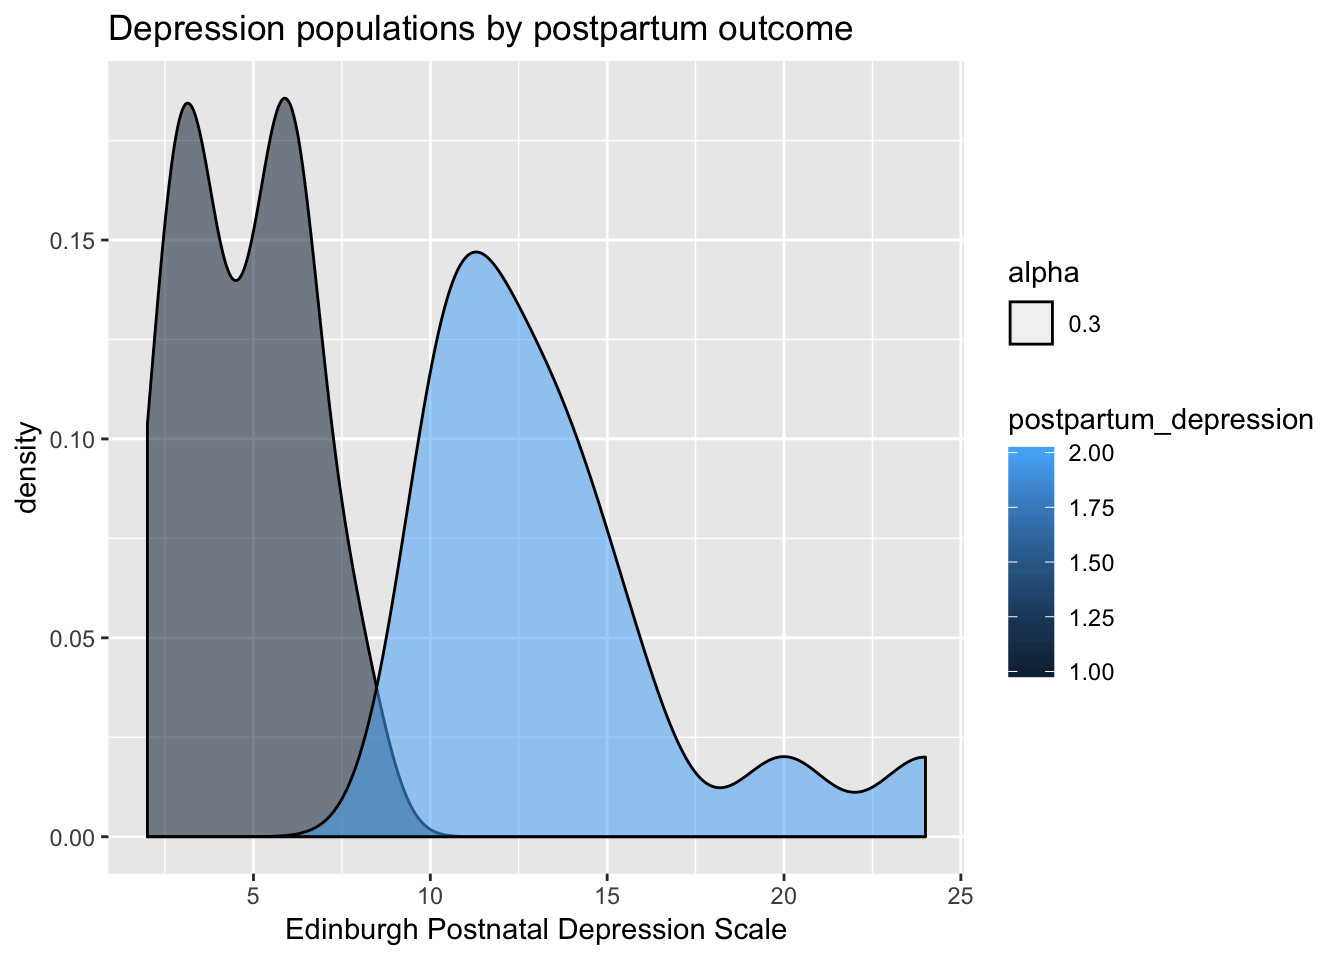 Depression populations by postpartum outcome
density
0.15
0.10
0.05
0.00
5 10 15 20 25
Edinburgh Postnatal Depression Scale
alpha
0.3
postpartum_depression
2.00
1.75
1.50
1.25
1.00